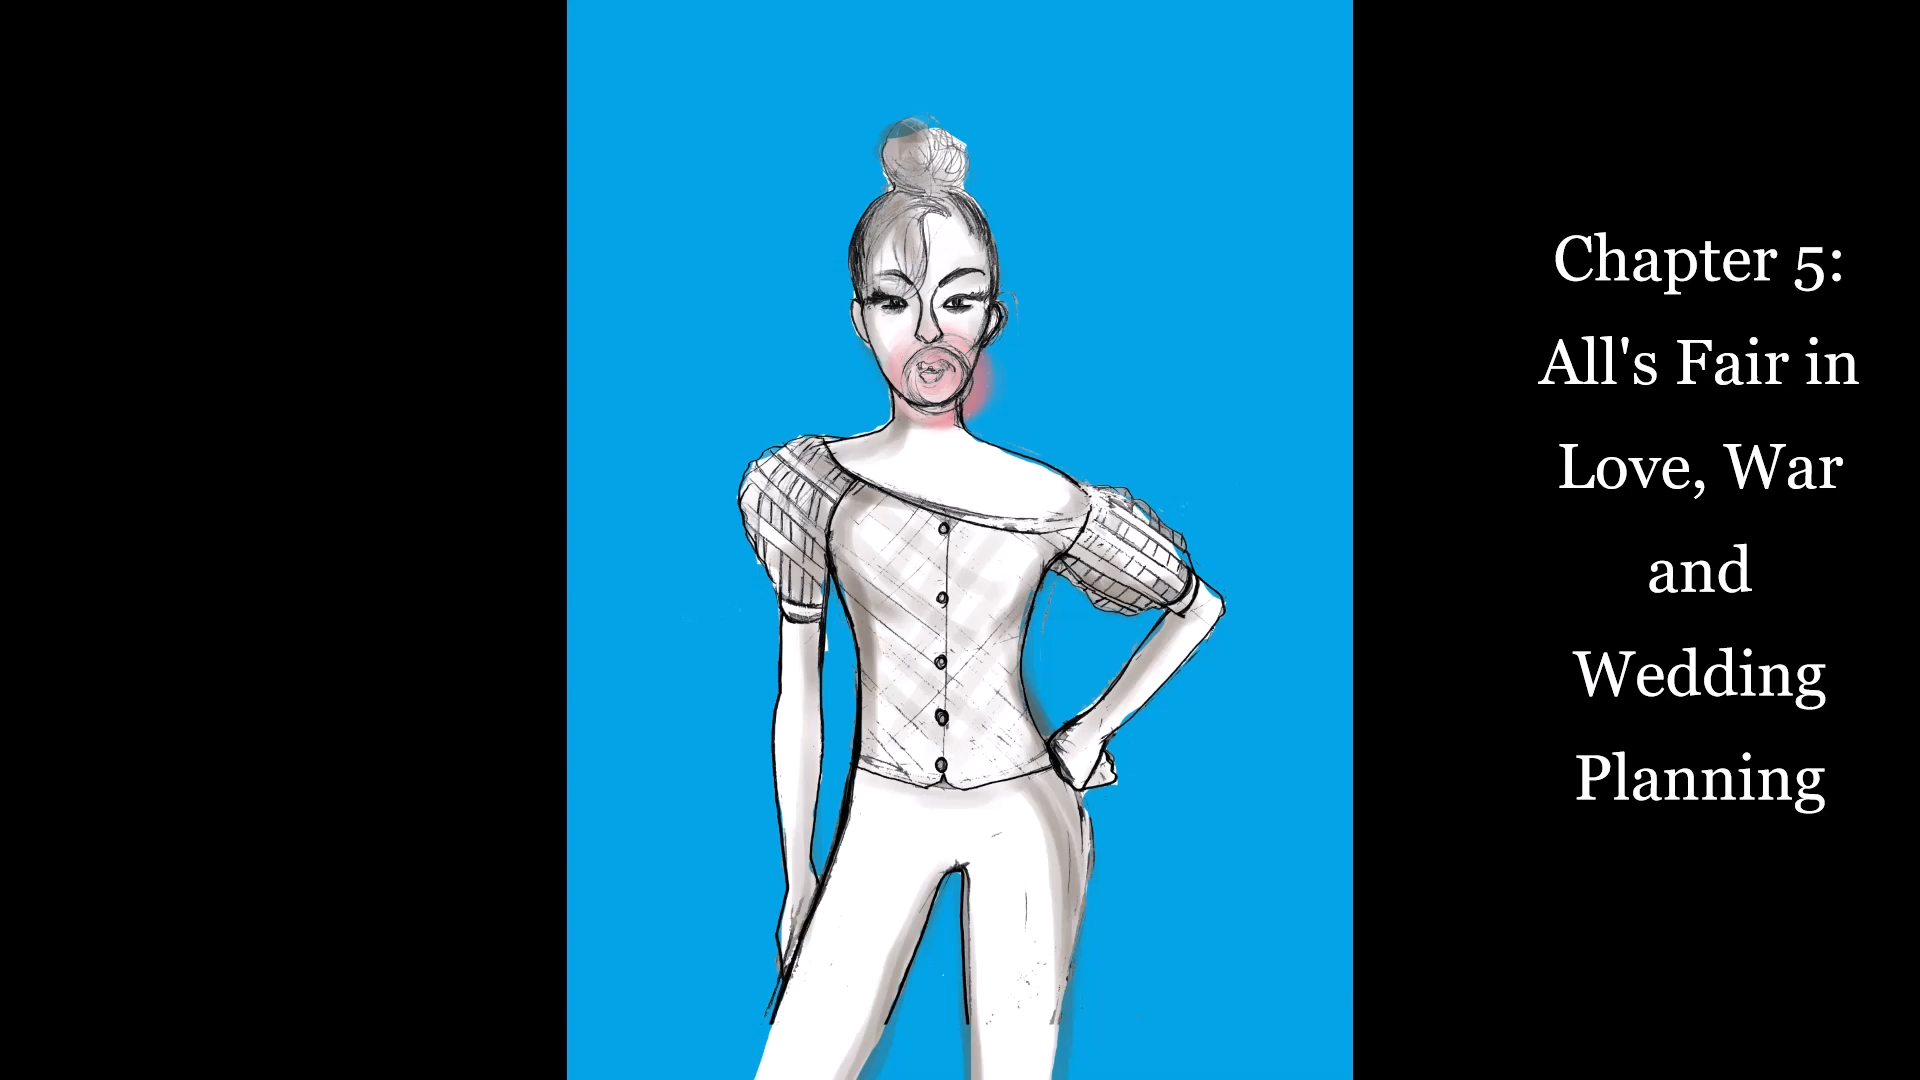 Chapter 5:
All's Fair in
Love, War
and
Wedding
Planning